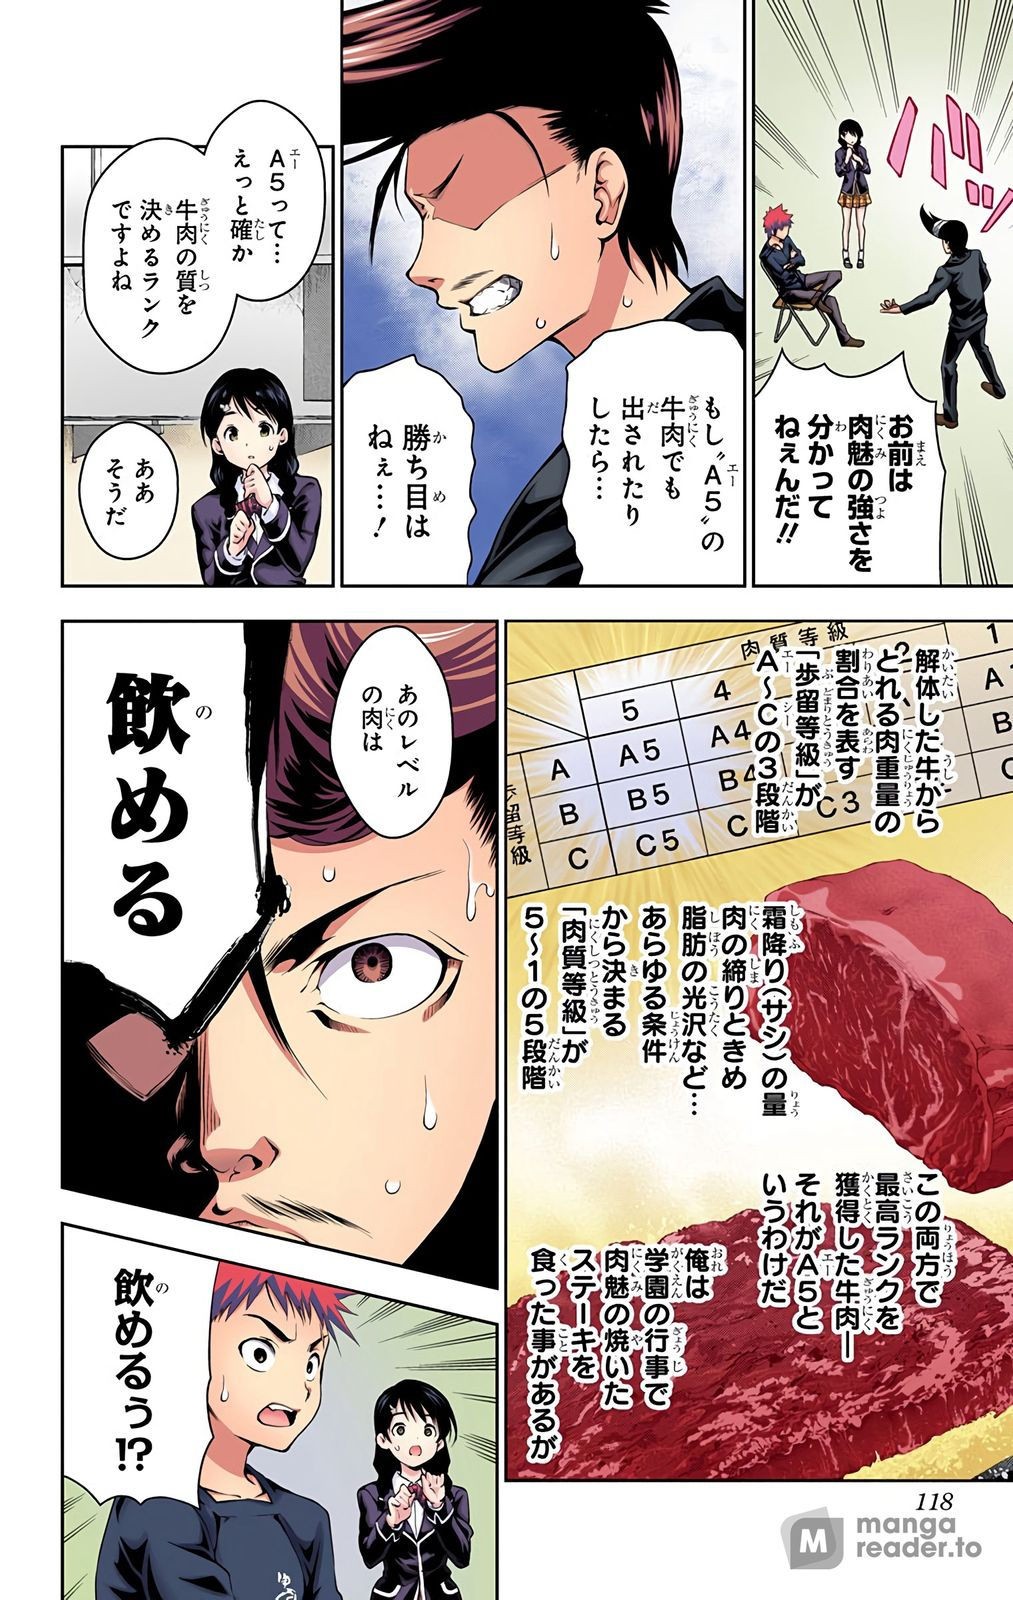 バッ
お前は
肉魅の強さを
分かって
ねぇんだ!!
もし〝A5〟の
牛肉でも
出されたり
したら…
勝ち目は
ねぇ…!
A5って…
えっと確か
牛肉の質を
決めるランク
ですよね
ああ
そうだ
解体した牛から
とれる肉重量の
割合を表す
「歩留等級」が
A〜Cの3段階
肉質等級
5 4 1
歩留等級
A A5 A4 A
B B5 B4 B
C C5 C C3 C
霜降り(サシ)の量
肉の締りときめ
脂肪の光沢など…
あらゆる条件
から決まる
「肉質等級」が
5〜1の5段階
この両方で
最高ランクを
獲得した牛肉―
それがA5と
いうわけだ
俺は
学園の行事で
肉魅の焼いた
ステーキを
食った事があるが
あのレベル
の肉は
飲める
飲めるぅ!?
118
manga
reader.to